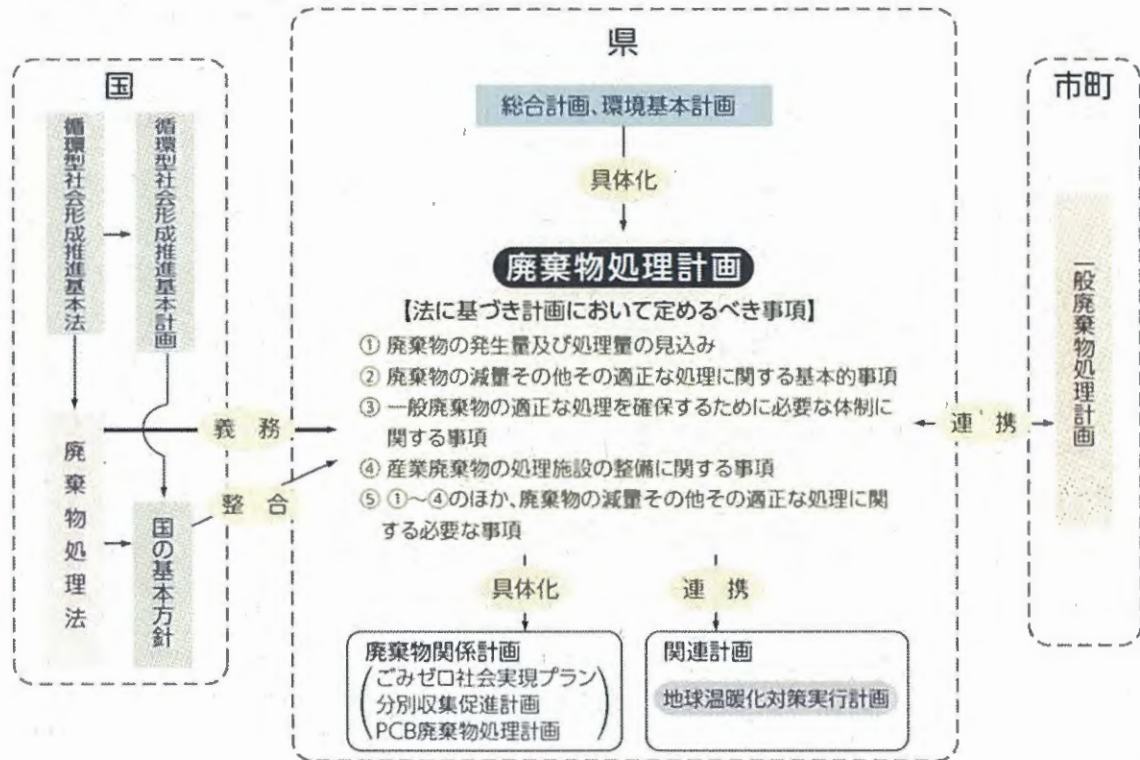 国
循環型社会形成推進基本法
循環型社会形成推進基本計画
廃棄物処理法
国の基本方針
義務
整合
県
総合計画、環境基本計画
具体化
廃棄物処理計画
【法に基づき計画において定めるべき事項】
① 廃棄物の発生量及び処理量の見込み
② 廃棄物の減量その他その適正な処理に関する基本的事項
③ 一般廃棄物の適正な処理を確保するために必要な体制に
関する事項
④ 産業廃棄物の処理施設の整備に関する事項
⑤ ①～④のほか、廃棄物の減量その他その適正な処理に関
する必要な事項
具体化
連携
廃棄物関係計画
ごみゼロ社会実現プラン
分別収集促進計画
PCB廃棄物処理計画
関連計画
地球温暖化対策実行計画
連携
市町
一般廃棄物処理計画